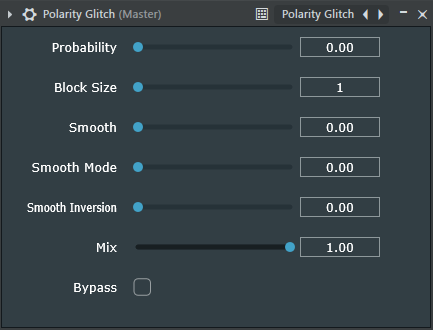 Polarity Glitch (Master) Polarity Glitch
Probability 0.00
Block Size 1
Smooth 0.00
Smooth Mode 0.00
Smooth Inversion 0.00
Mix 1.00
Bypass